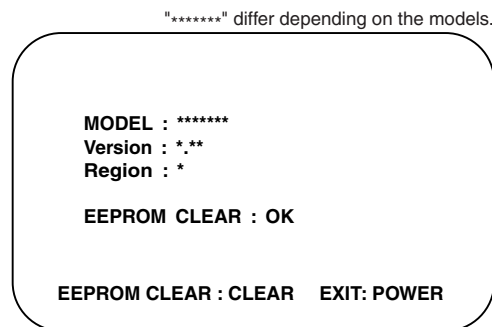 "*******" differ depending on the models.
MODEL : *******
Version : *.**
Region : *
EEPROM CLEAR : OK
EEPROM CLEAR : CLEAR EXIT: POWER